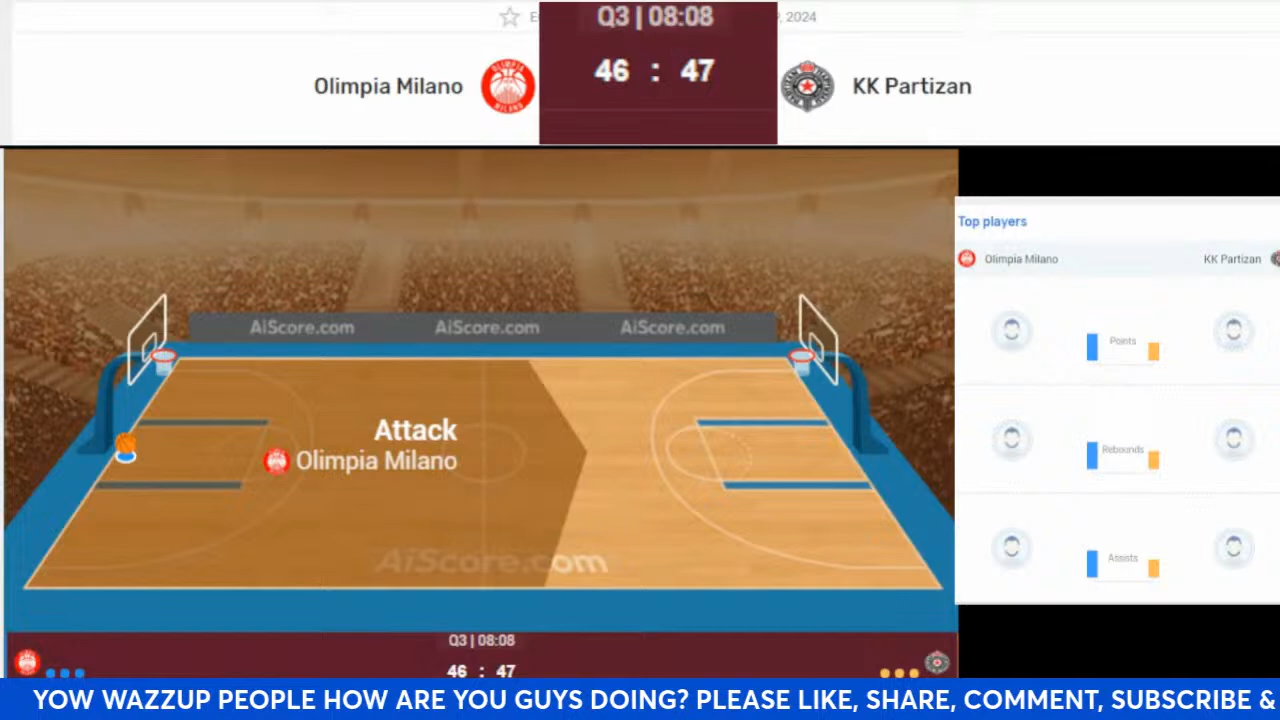 Q3 | 08:08
, 2024
46 : 47
Olimpia Milano
KK Partizan
Top players
Olimpia Milano
KK Partizan
AiScore.com
AiScore.com
AiScore.com
Points
Attack
Olimpia Milano
Rebounds
AiScore.com
Assists
Q3 | 08:08
46 : 47
YOW WAZZUP PEOPLE HOW ARE YOU GUYS DOING? PLEASE LIKE, SHARE, COMMENT, SUBSCRIBE &